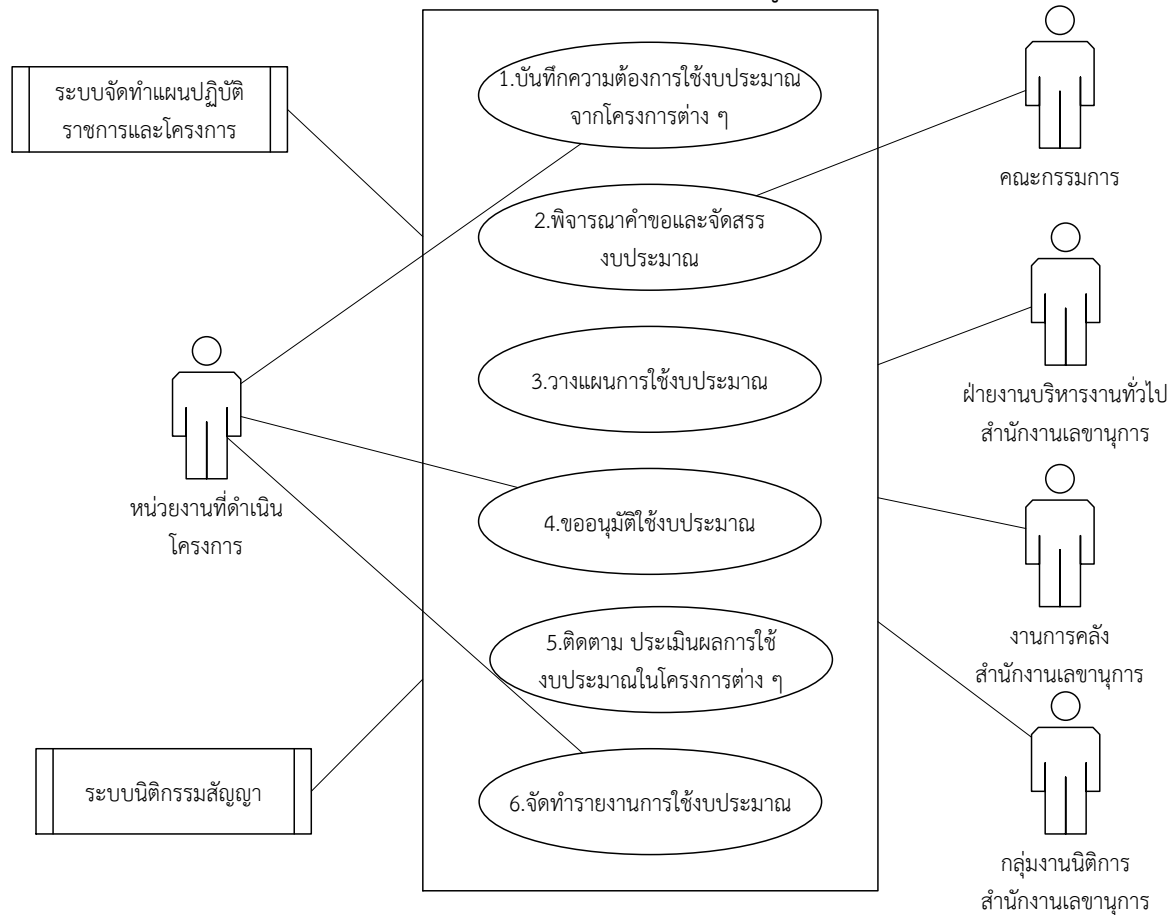 ระบบจัดทำแผนปฏิบัติ
ราชการและโครงการ
1.บันทึกความต้องการใช้งบประมาณ
จากโครงการต่าง ๆ
คณะกรรมการ
2.พิจารณาคำขอและจัดสรร
งบประมาณ
3.วางแผนการใช้งบประมาณ
ฝ่ายงานบริหารงานทั่วไป
สำนักงานเลขานุการ
หน่วยงานที่ดำเนิน
โครงการ
4.ขออนุมัติใช้งบประมาณ
งานการคลัง
สำนักงานเลขานุการ
5.ติดตาม ประเมินผลการใช้
งบประมาณในโครงการต่าง ๆ
ระบบนิติกรรมสัญญา
6.จัดทำรายงานการใช้งบประมาณ
กลุ่มงานนิติการ
สำนักงานเลขานุการ